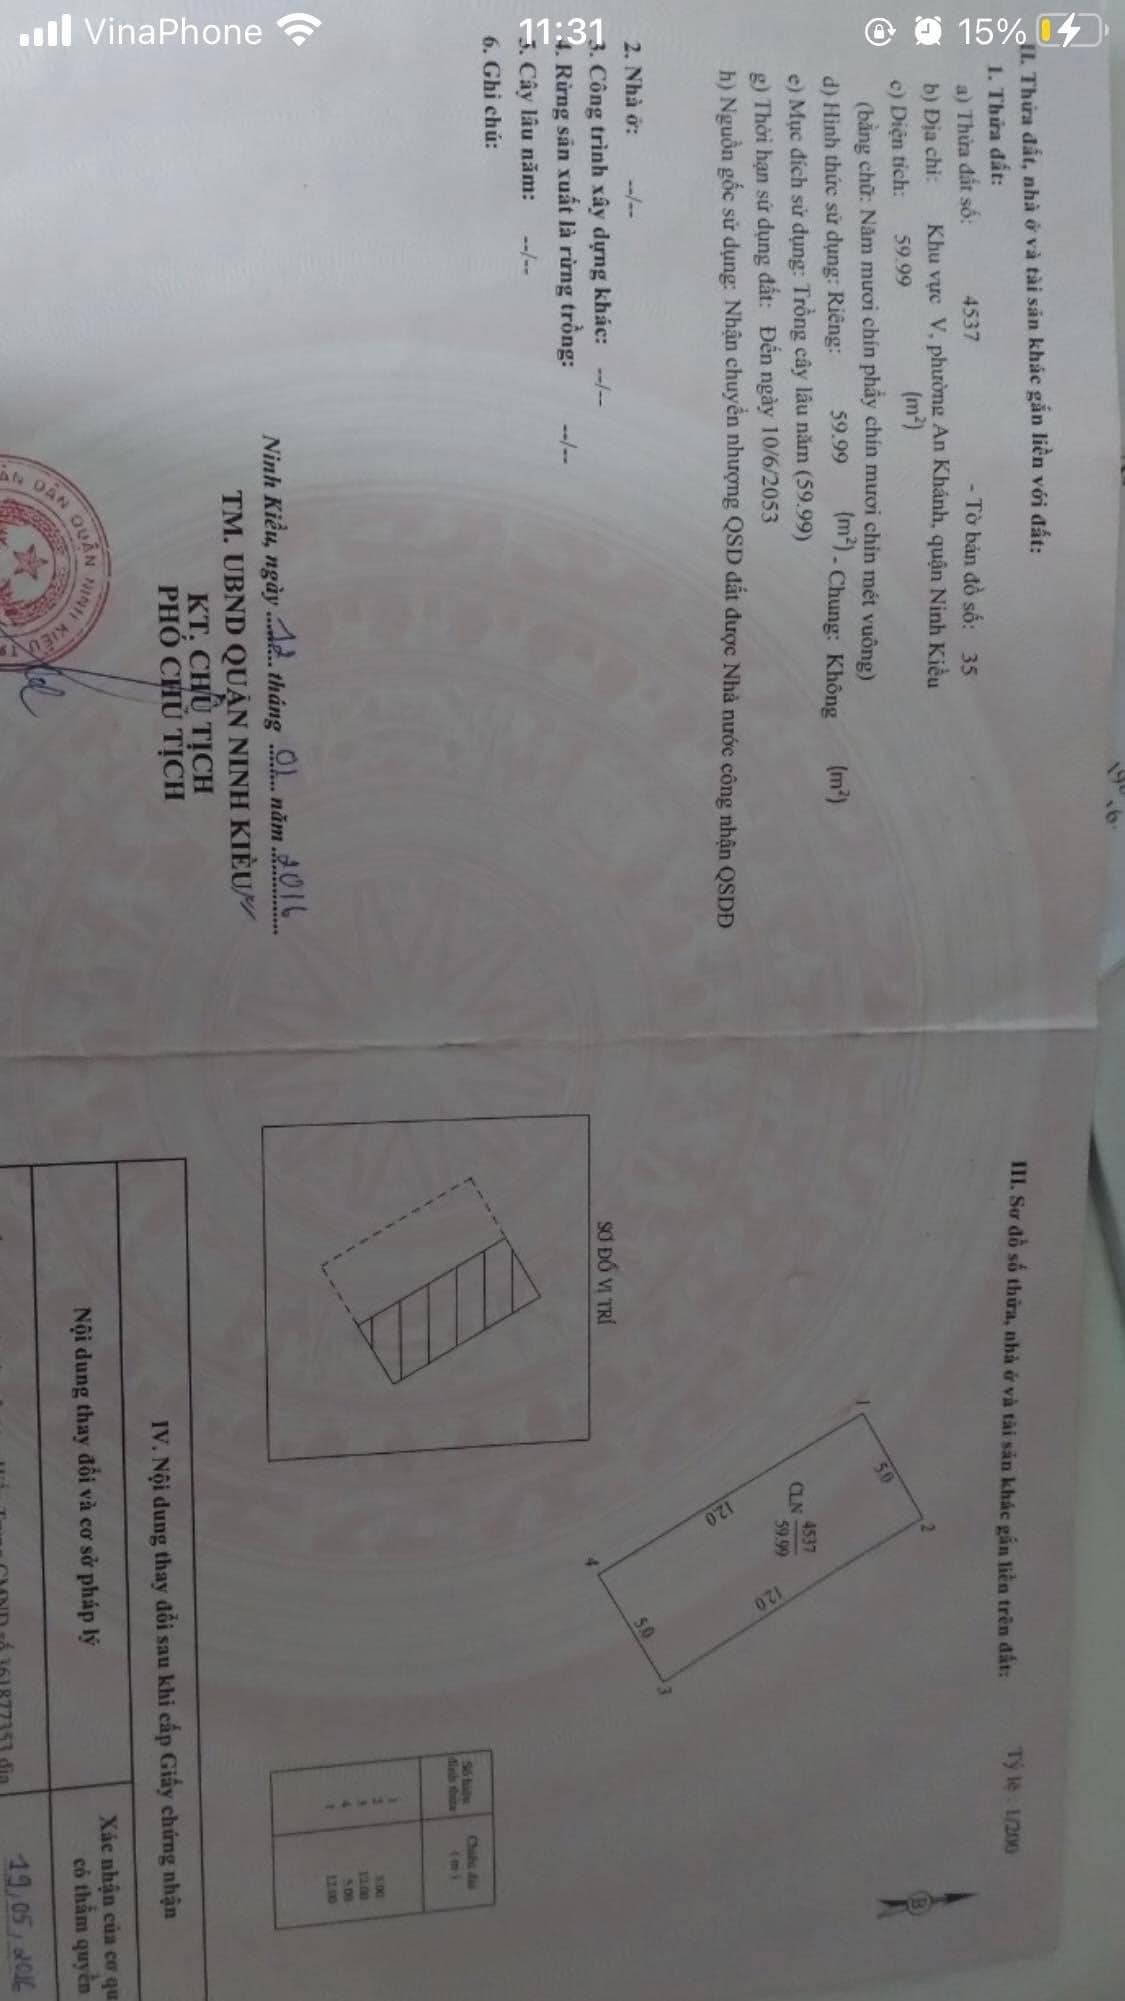 VinaPhone
11:31
15%
II. Thửa đất, nhà ở và tài sản khác gắn liền với đất:
1. Thửa đất:
a) Thửa đất số: 4537 - Tờ bản đồ số: 35
b) Địa chỉ: Khu vực V, phường An Khánh, quận Ninh Kiều
c) Diện tích: 59.99 (m²)
(bằng chữ: Năm mươi chín phẩy chín mươi chín mét vuông)
d) Hình thức sử dụng: Riêng: 59.99 (m²) - Chung: Không (m²)
e) Mục đích sử dụng: Trồng cây lâu năm (59.99)
g) Thời hạn sử dụng đất: Đến ngày 10/6/2053
h) Nguồn gốc sử dụng: Nhận chuyển nhượng QSD đất được Nhà nước công nhận QSDĐ
2. Nhà ở: --/--
3. Công trình xây dựng khác: --/--
4. Rừng sản xuất là rừng trồng: --/--
5. Cây lâu năm: --/--
6. Ghi chú:
Ninh Kiều, ngày 12 tháng 01 năm 2016
TM. UBND QUẬN NINH KIỀU
KT. CHỦ TỊCH
PHÓ CHỦ TỊCH
DÂN QUẬN NINH KIỀU
III. Sơ đồ số thửa, nhà ở và tài sản khác gắn liền trên đất:
Tỷ lệ : 1/200
B
1
2
3
4
5.0
12.0
5.0
12.0
CLN 4537
59.99
SƠ ĐỒ VỊ TRÍ
Số hiệu đỉnh thửa
Chiều dài (m)
1
2
3
4
1
5.00
12.00
5.00
12.00
IV. Nội dung thay đổi sau khi cấp Giấy chứng nhận
Nội dung thay đổi và cơ sở pháp lý
Xác nhận của cơ qu
có thẩm quyền
CMND số 361877353 địa
19, 05, 2016